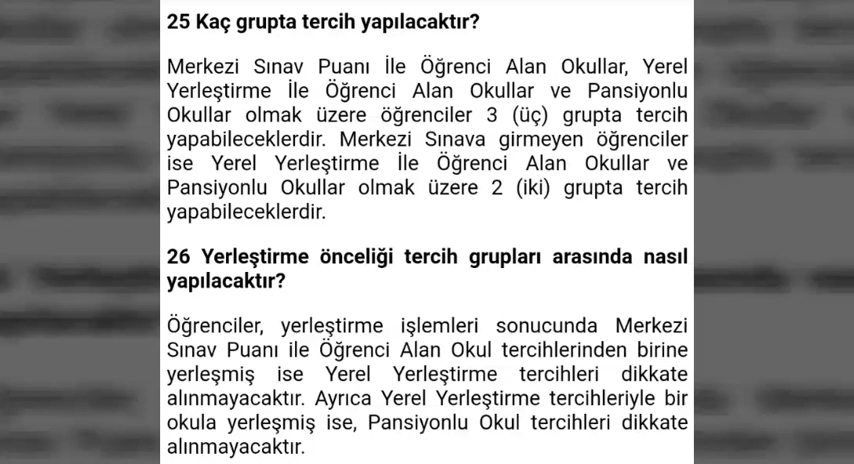 25 Kaç grupta tercih yapılacaktır?
Merkezi Sınav Puanı İle Öğrenci Alan Okullar, Yerel
Yerleştirme İle Öğrenci Alan Okullar ve Pansiyonlu
Okullar olmak üzere öğrenciler 3 (üç) grupta tercih
yapabileceklerdir. Merkezi Sınava girmeyen öğrenciler
ise Yerel Yerleştirme İle Öğrenci Alan Okullar ve
Pansiyonlu Okullar olmak üzere 2 (iki) grupta tercih
yapabileceklerdir.
26 Yerleştirme önceliği tercih grupları arasında nasıl
yapılacaktır?
Öğrenciler, yerleştirme işlemleri sonucunda Merkezi
Sınav Puanı ile Öğrenci Alan Okul tercihlerinden birine
yerleşmiş ise Yerel Yerleştirme tercihleri dikkate
alınmayacaktır. Ayrıca Yerel Yerleştirme tercihleriyle bir
okula yerleşmiş ise, Pansiyonlu Okul tercihleri dikkate
alınmayacaktır.